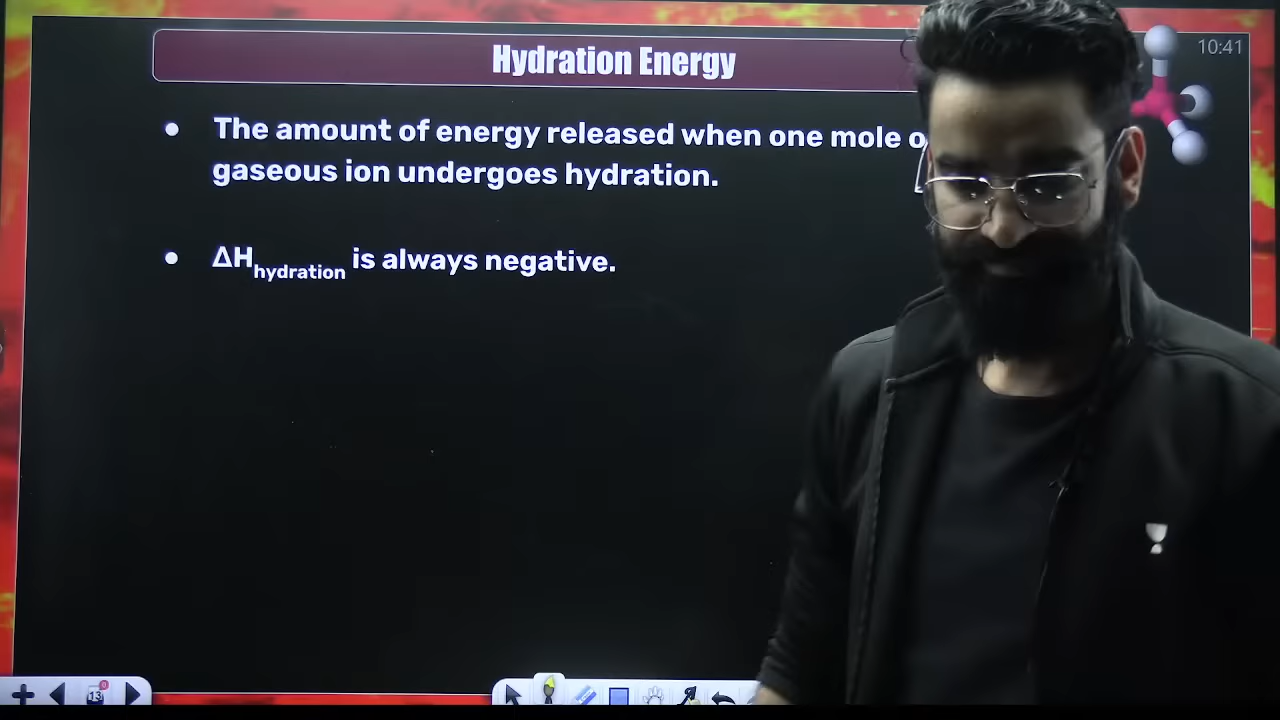 Hydration Energy
10:41
• The amount of energy released when one mole
gaseous ion undergoes hydration.
• ΔHhydration is always negative.
13